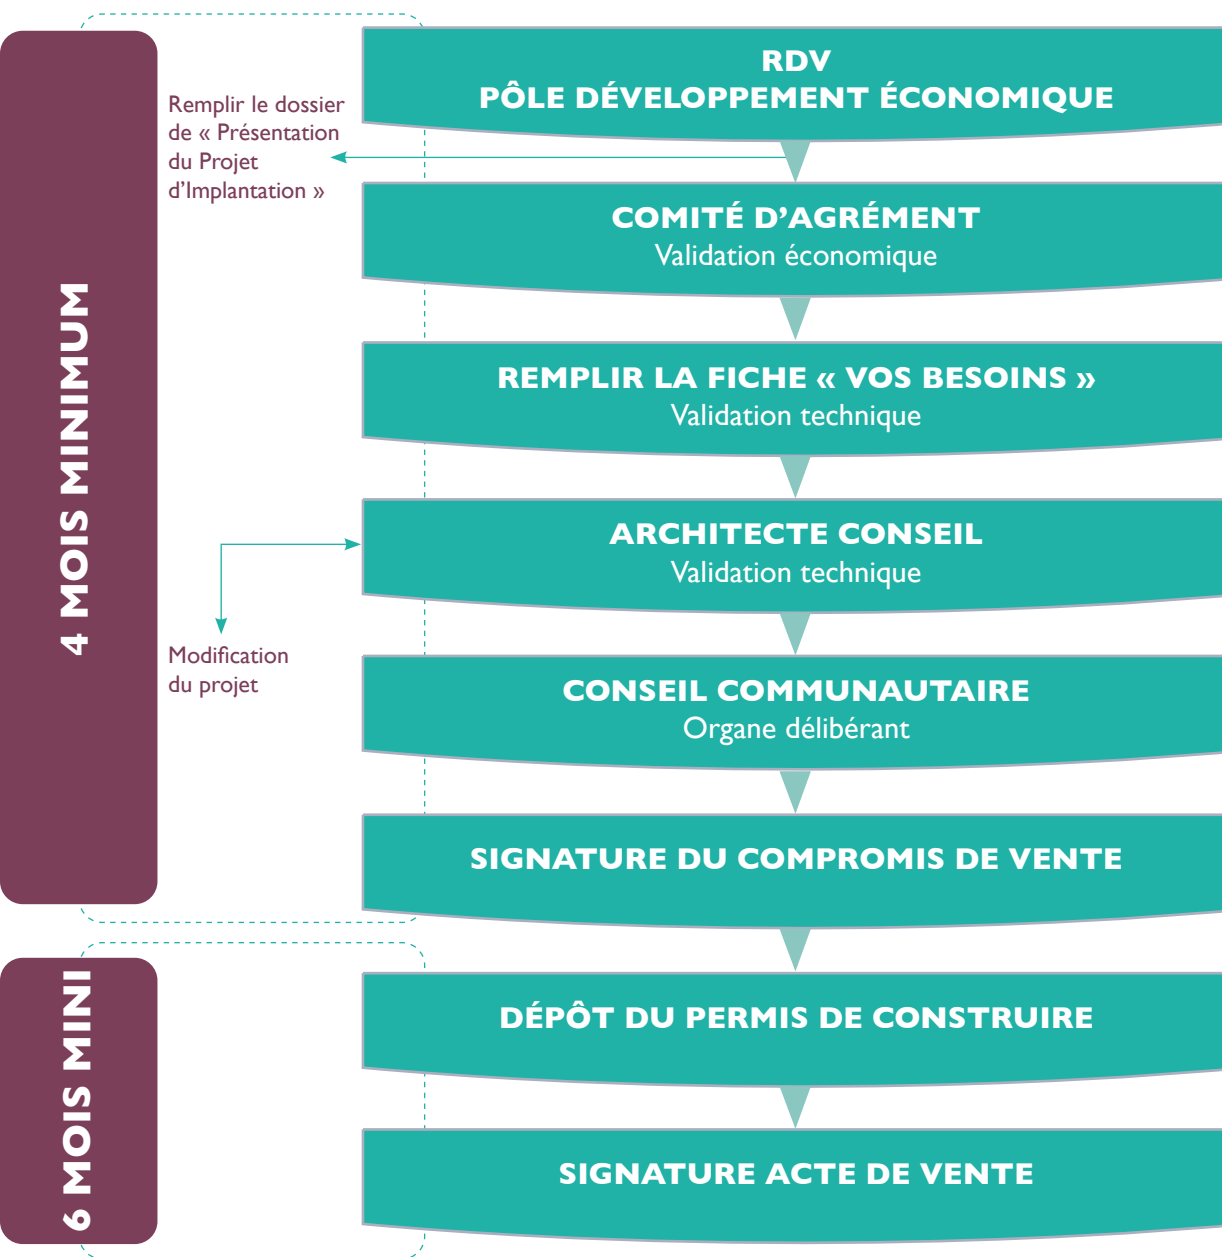 4 MOIS MINIMUM
RDV
PÔLE DÉVELOPPEMENT ÉCONOMIQUE
Remplir le dossier
de « Présentation
du Projet
d’Implantation »
COMITÉ D’AGRÉMENT
Validation économique
REMPLIR LA FICHE « VOS BESOINS »
Validation technique
ARCHITECTE CONSEIL
Validation technique
Modification
du projet
CONSEIL COMMUNAUTAIRE
Organe délibérant
SIGNATURE DU COMPROMIS DE VENTE
6 MOIS MINI
DÉPÔT DU PERMIS DE CONSTRUIRE
SIGNATURE ACTE DE VENTE